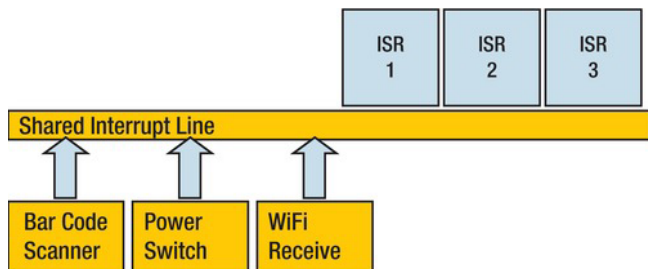 ISR
1
ISR
2
ISR
3
Shared Interrupt Line
Bar Code
Scanner
Power
Switch
WiFi
Receive